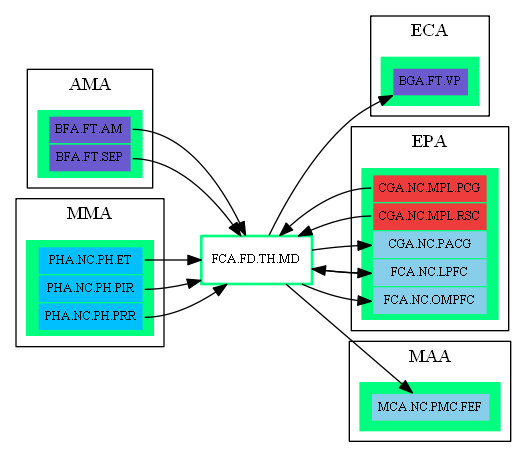 AMA
BFA.FT.AM
BFA.FT.SEP
MMA
PHA.NC.PH.ET
PHA.NC.PH.PIR
PHA.NC.PH.PRR
FCA.FD.TH.MD
ECA
BGA.FT.VP
EPA
CGA.NC.MPL.PCG
CGA.NC.MPL.RSC
CGA.NC.PACG
FCA.NC.LPFC
FCA.NC.OMPFC
MAA
MCA.NC.PMC.FEF